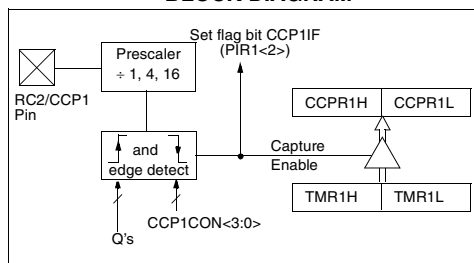 BLOCK DIAGRAM
Set flag bit CCP1IF
(PIR1<2>)
Prescaler
÷ 1, 4, 16
RC2/CCP1
Pin
CCPR1H
CCPR1L
and
edge detect
Capture
Enable
TMR1H
TMR1L
CCP1CON<3:0>
Q's